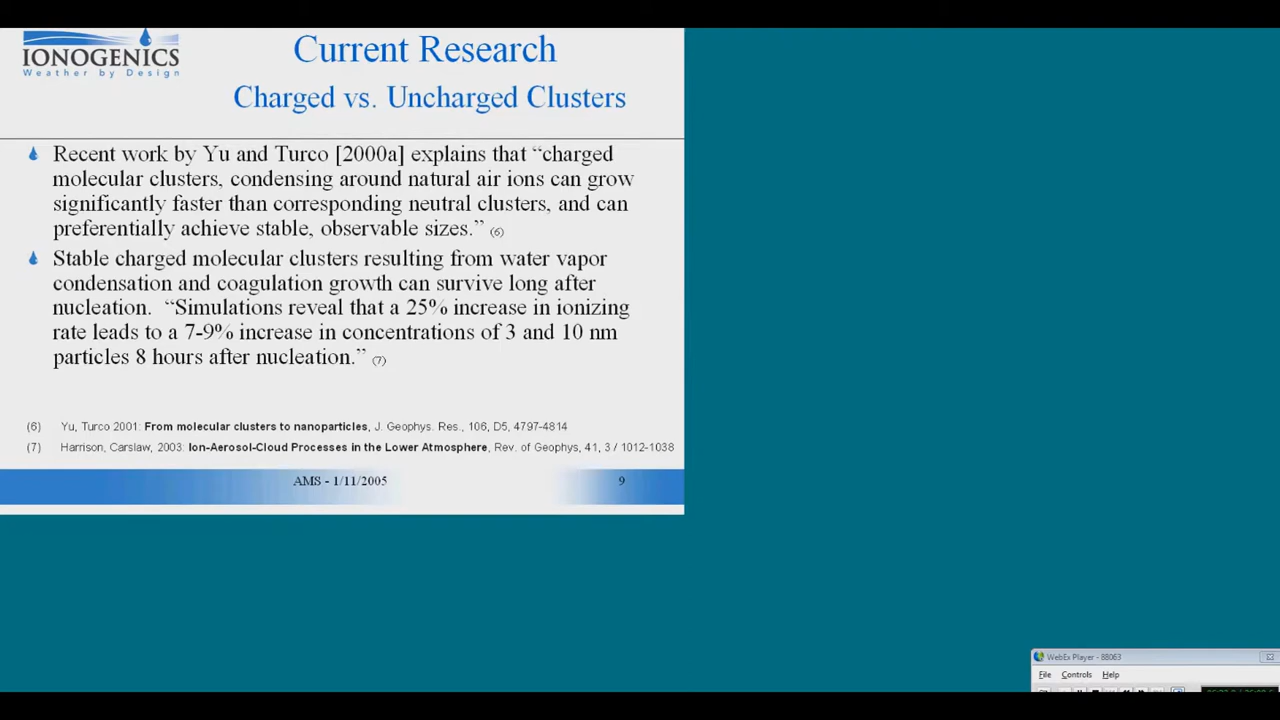 IONOGENICS
Weather by Design
Current Research
Charged vs. Uncharged Clusters
Recent work by Yu and Turco [2000a] explains that “charged
molecular clusters, condensing around natural air ions can grow
significantly faster than corresponding neutral clusters, and can
preferentially achieve stable, observable sizes.” (6)
Stable charged molecular clusters resulting from water vapor
condensation and coagulation growth can survive long after
nucleation. “Simulations reveal that a 25% increase in ionizing
rate leads to a 7-9% increase in concentrations of 3 and 10 nm
particles 8 hours after nucleation.” (7)
(6) Yu, Turco 2001: From molecular clusters to nanoparticles, J. Geophys. Res., 106, D5, 4797-4814
(7) Harrison, Carslaw, 2003: Ion-Aerosol-Cloud Processes in the Lower Atmosphere, Rev. of Geophys, 41, 3 / 1012-1038
AMS - 1/11/2005 9
WebEx Player - 88063
File Controls Help